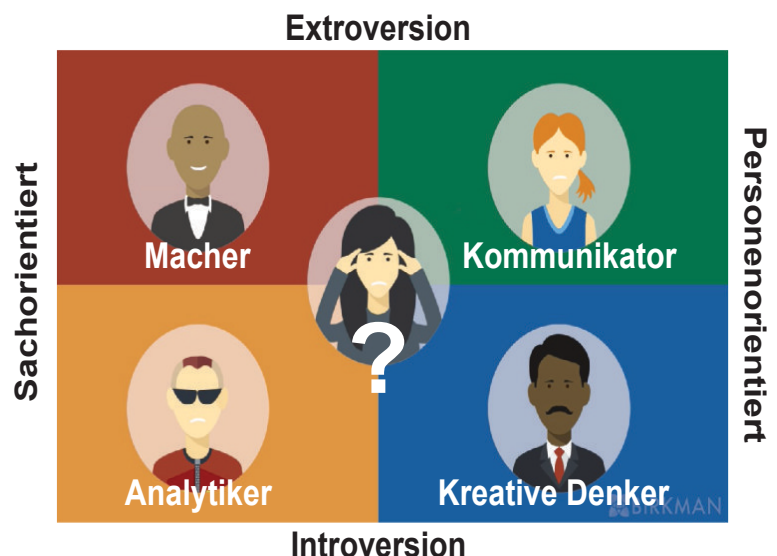 Extroversion
Sachorientiert
Personenorientiert
Macher
Kommunikator
?
Analytiker
Kreative Denker
BIRKMAN
Introversion